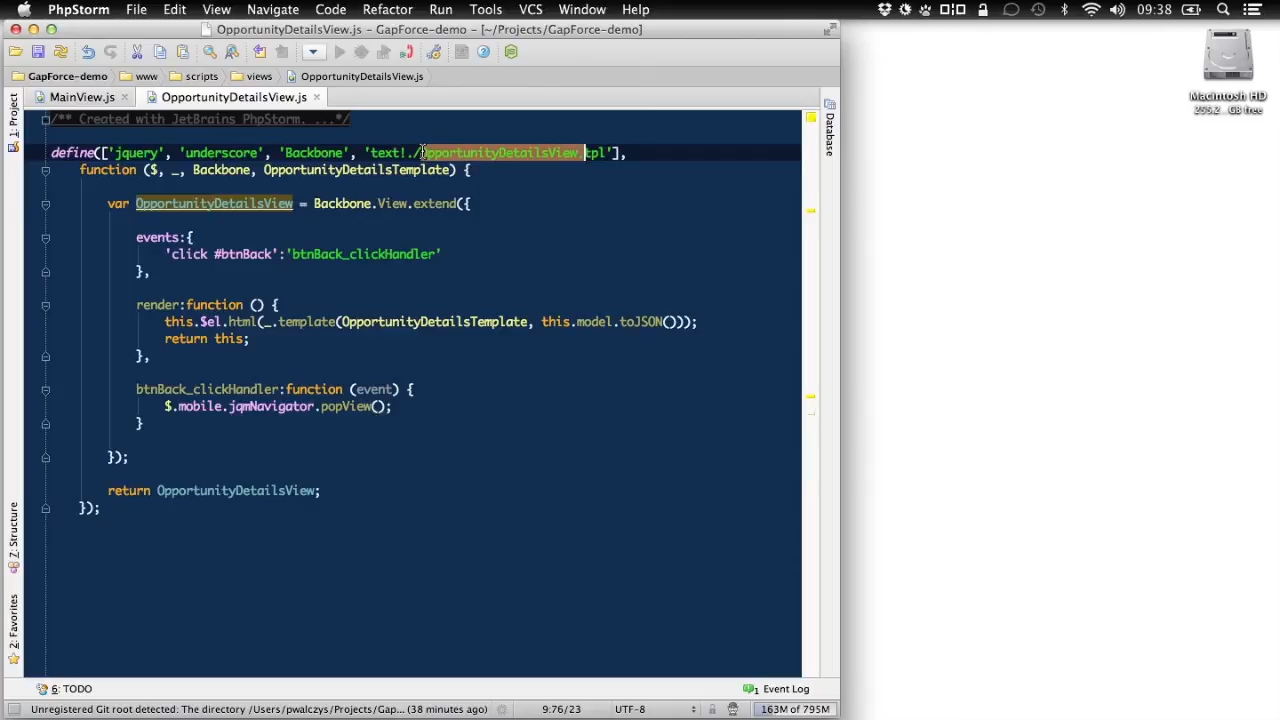 PhpStorm File Edit View Navigate Code Refactor Run Tools VCS Window Help 09:38
OpportunityDetailsView.js - GapForce-demo - [~/Projects/GapForce-demo]
GapForce-demo www scripts views OpportunityDetailsView.js
MainView.js OpportunityDetailsView.js
1: Project
Database
/** Created with JetBrains PhpStorm. ...*/
define(['jquery', 'underscore', 'Backbone', 'text!./OpportunityDetailsView.tpl'],
function ($, _, Backbone, OpportunityDetailsTemplate) {
var OpportunityDetailsView = Backbone.View.extend({
events:{
'click #btnBack':'btnBack_clickHandler'
},
render:function () {
this.$el.html(_.template(OpportunityDetailsTemplate, this.model.toJSON()));
return this;
},
btnBack_clickHandler:function (event) {
$.mobile.jqmNavigator.popView();
}
});
return OpportunityDetailsView;
});
7: Structure
2: Favorites
6: TODO Event Log
Unregistered Git root detected: The directory /Users/pwalczys/Projects/Gap... (38 minutes ago) 9:76/23 UTF-8 163M of 795M
Macintosh HD
255.2... GB free